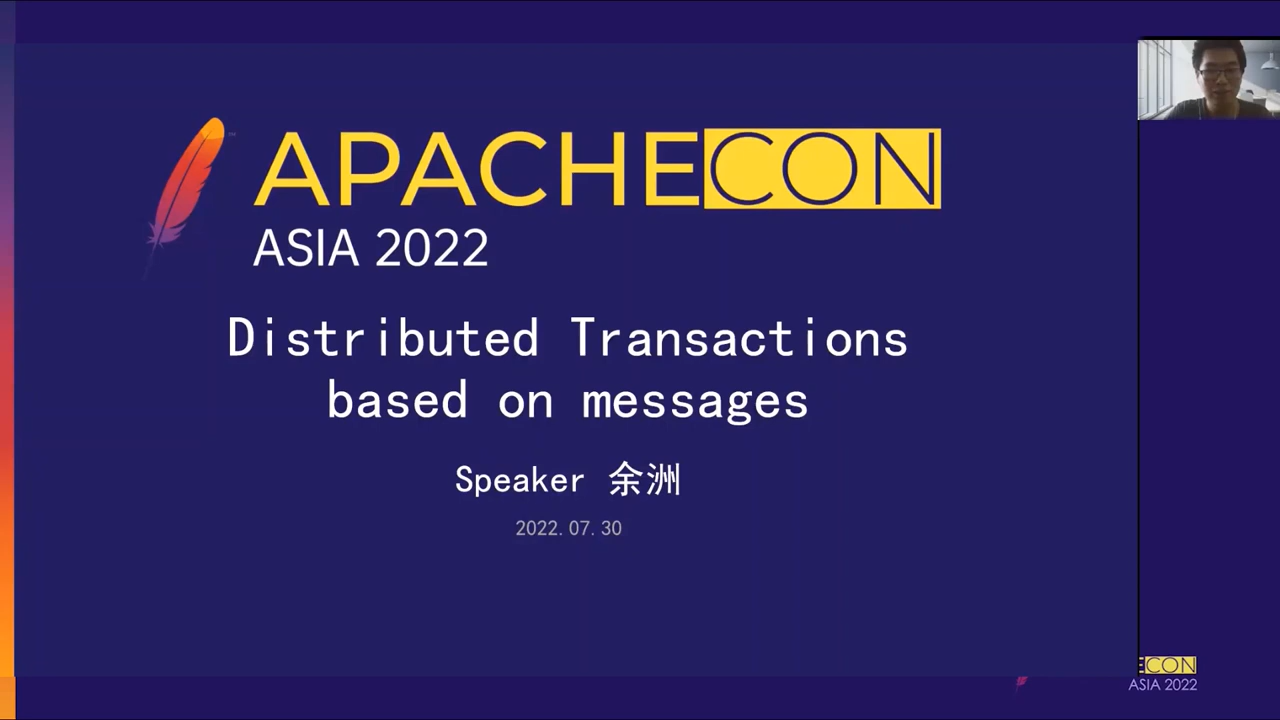 APACHECON
ASIA 2022
Distributed Transactions
based on messages
Speaker 余洲
2022.07.30
ECON
ASIA 2022